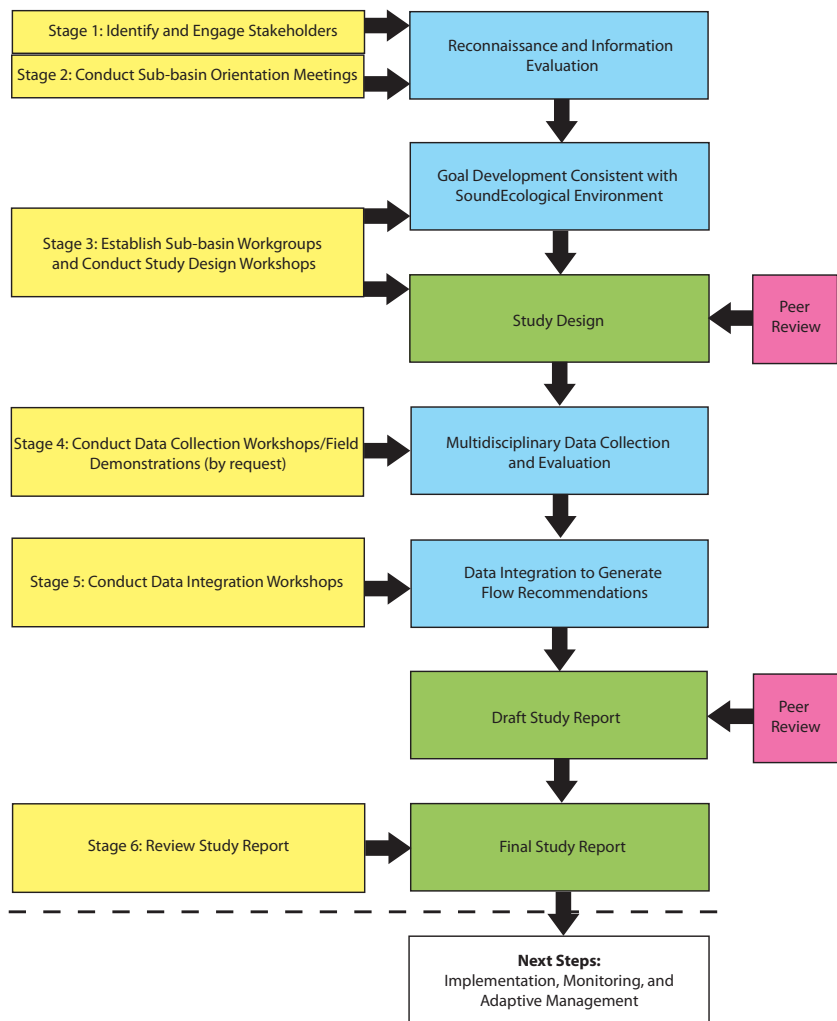 Stage 1: Identify and Engage Stakeholders
Stage 2: Conduct Sub-basin Orientation Meetings
Reconnaissance and Information
Evaluation
Goal Development Consistent with
SoundEcological Environment
Stage 3: Establish Sub-basin Workgroups
and Conduct Study Design Workshops
Study Design
Peer
Review
Stage 4: Conduct Data Collection Workshops/Field
Demonstrations (by request)
Multidisciplinary Data Collection
and Evaluation
Stage 5: Conduct Data Integration Workshops
Data Integration to Generate
Flow Recommendations
Draft Study Report
Peer
Review
Stage 6: Review Study Report
Final Study Report
Next Steps:
Implementation, Monitoring, and
Adaptive Management